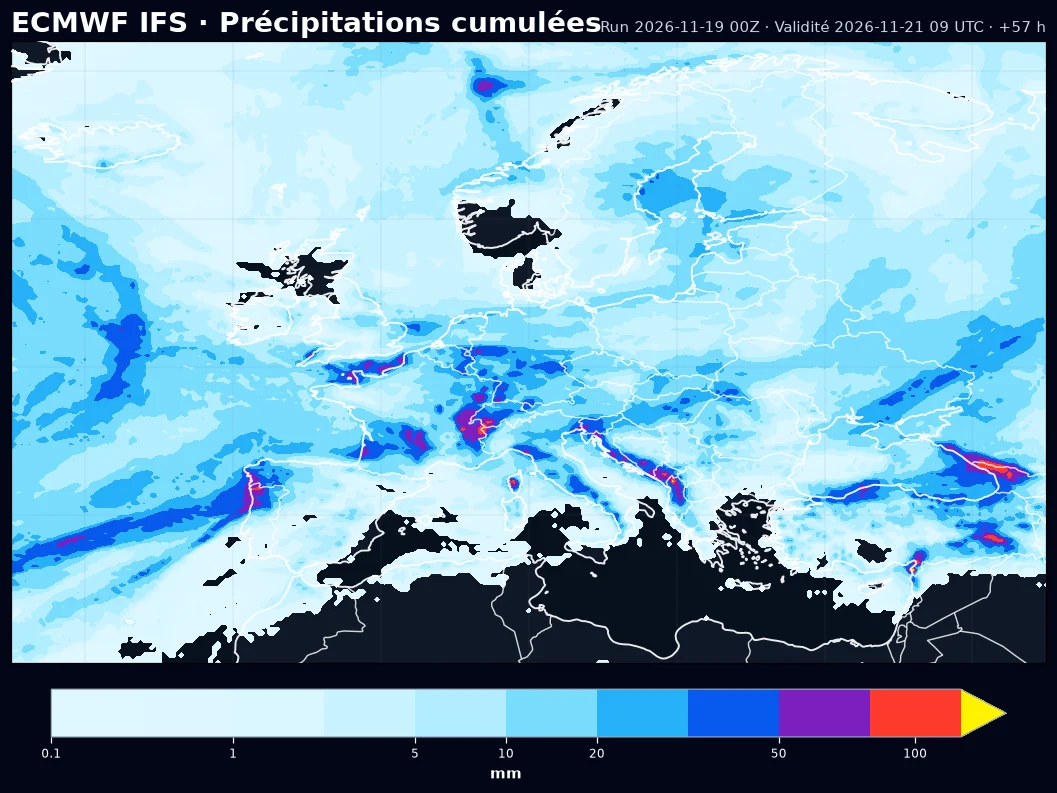 ECMWF IFS · Précipitations cumulées
Run 2026-11-19 00Z · Validité 2026-11-21 09 UTC · +57 h
0.1 1 5 10 20 50 100
mm